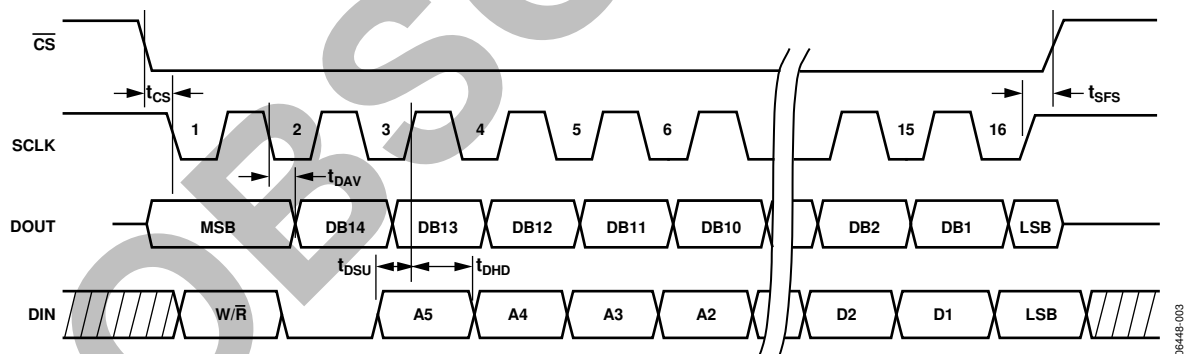 CS
tCS
tSFS
SCLK
1 2 3 4 5 6 15 16
tDAV
DOUT
MSB DB14 DB13 DB12 DB11 DB10 DB2 DB1 LSB
tDSU tDHD
DIN
W/R̅ A5 A4 A3 A2 D2 D1 LSB
06448-003
OBSO